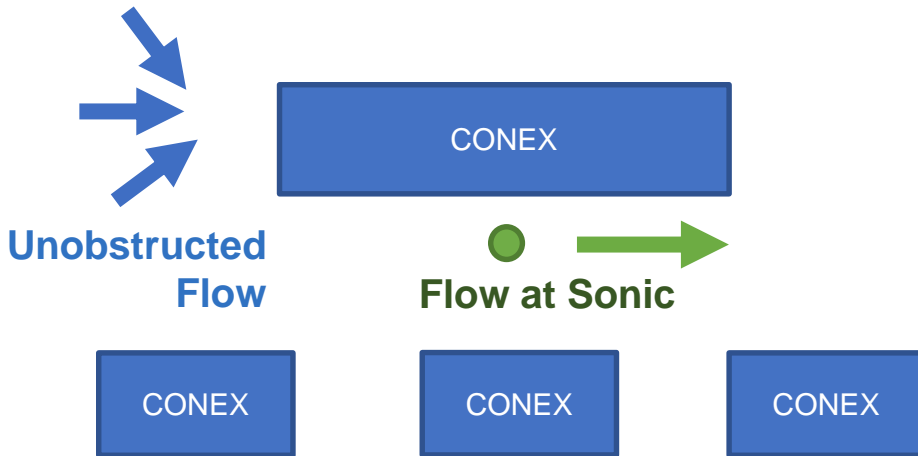 CONEX
Unobstructed
Flow
Flow at Sonic
CONEX
CONEX
CONEX